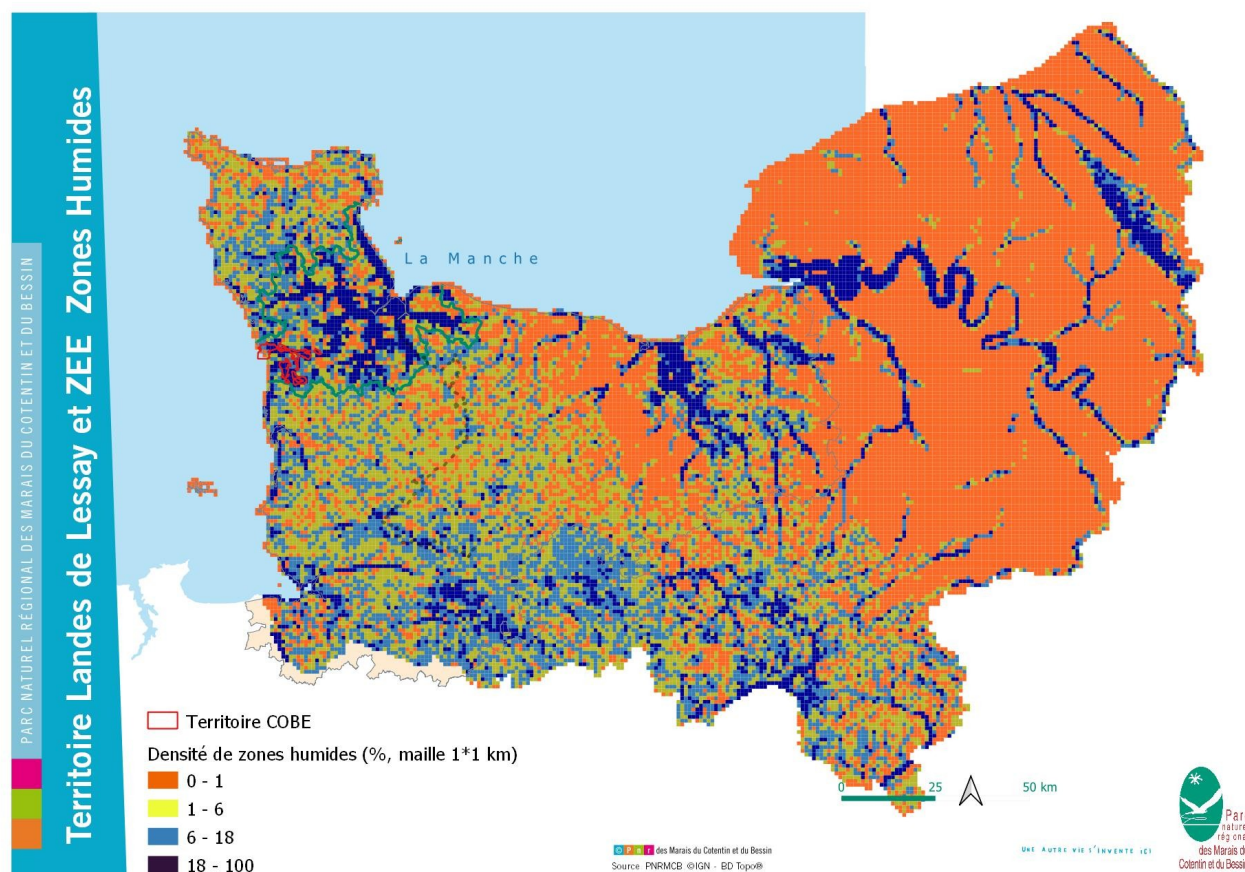 PARC NATUREL RÉGIONAL DES MARAIS DU COTENTIN ET DU BESSIN
Territoire Landes de Lessay et ZEE Zones Humides
La Manche
Territoire COBE
Densité de zones humides (%, maille 1*1 km)
0 - 1
1 - 6
6 - 18
18 - 100
0 25 50 km
© P n r des Marais du Cotentin et du Bessin
Source: PNRMCB ©IGN - BD Topo®
UNE AUTRE VIE S'INVENTE ICI
Parc
naturel
régional
des Marais du
Cotentin et du Bessin